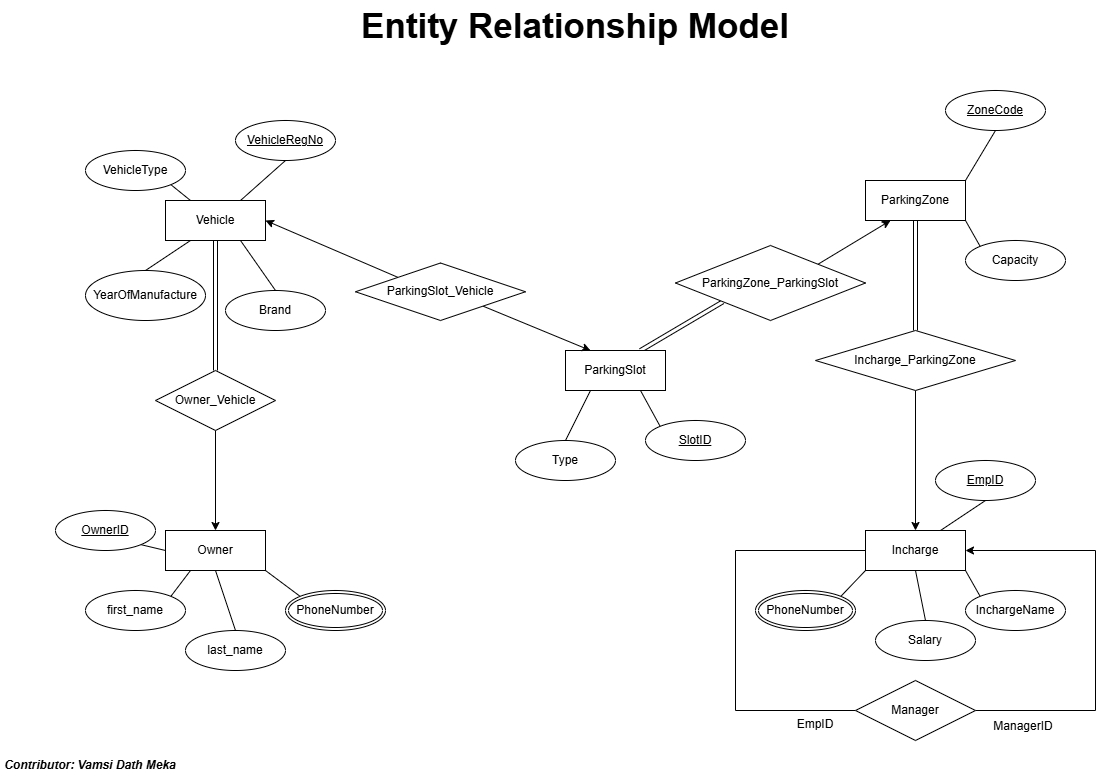 Entity Relationship Model
ZoneCode
VehicleRegNo
VehicleType
ParkingZone
Vehicle
Capacity
ParkingZone_ParkingSlot
ParkingSlot_Vehicle
YearOfManufacture
Brand
Incharge_ParkingZone
ParkingSlot
Owner_Vehicle
SlotID
Type
EmpID
OwnerID
Owner
Incharge
first_name
PhoneNumber
PhoneNumber
InchargeName
Salary
last_name
Manager
EmpID
ManagerID
Contributor: Vamsi Dath Meka